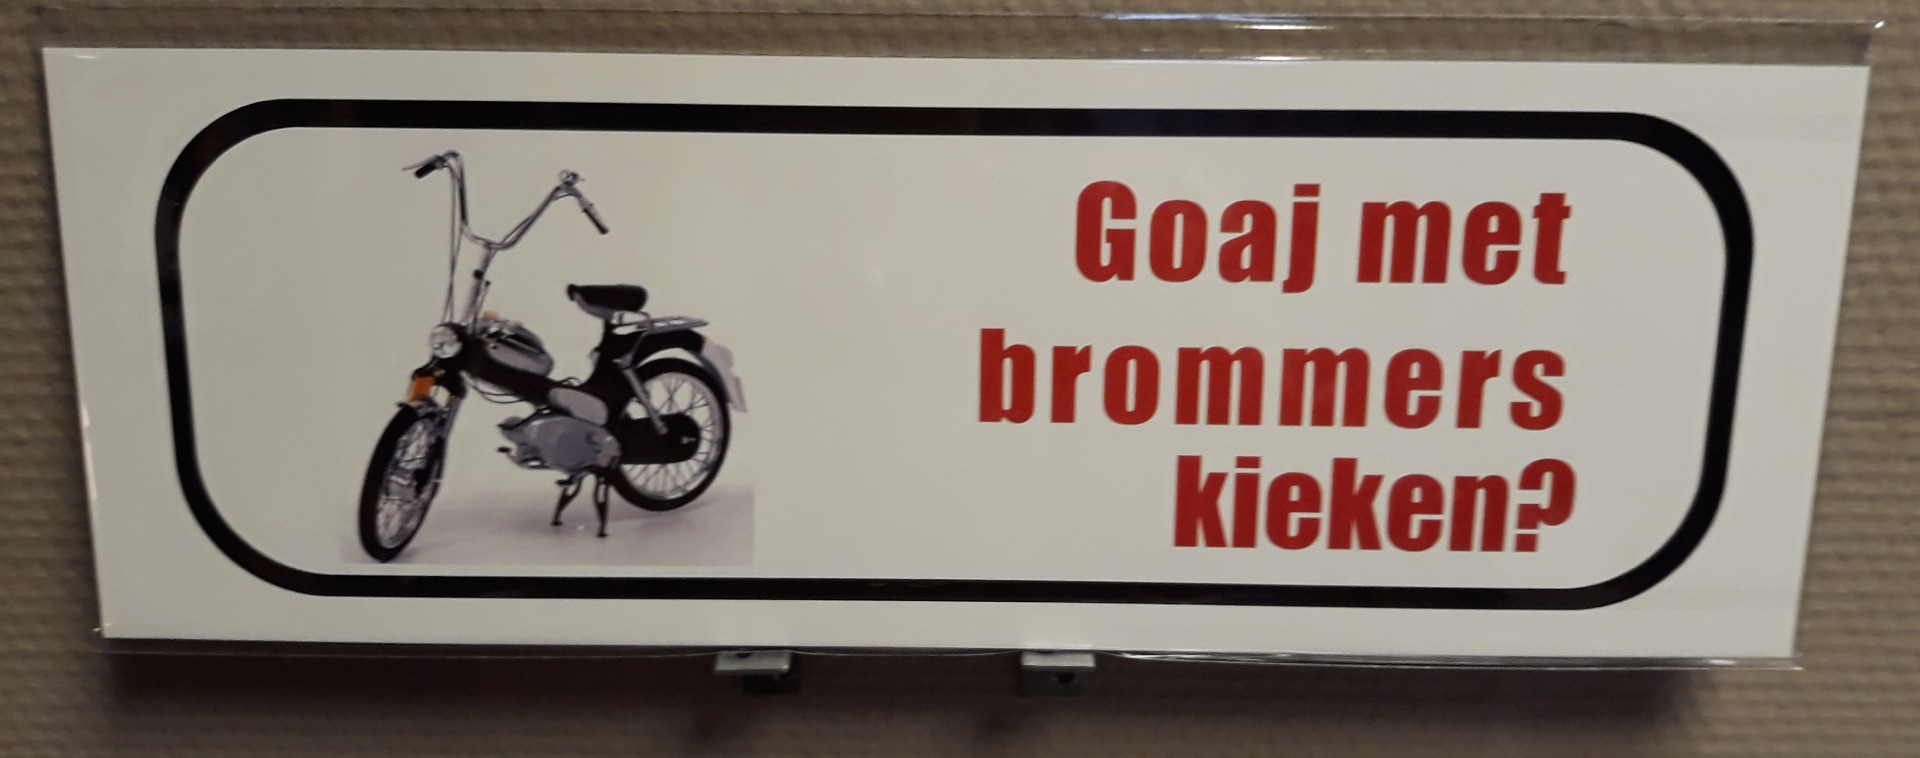 Goaj met
brommers
kieken?